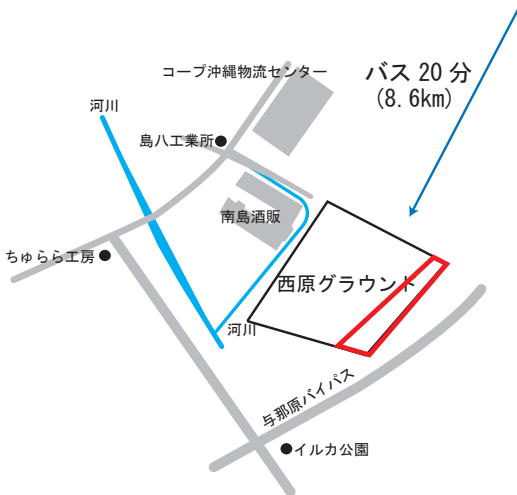 コープ沖縄物流センター
バス 20 分
(8.6km)
河川
島八工業所
南島酒販
ちゅらら工房
西原グラウント
河川
与那原バイパス
イルカ公園